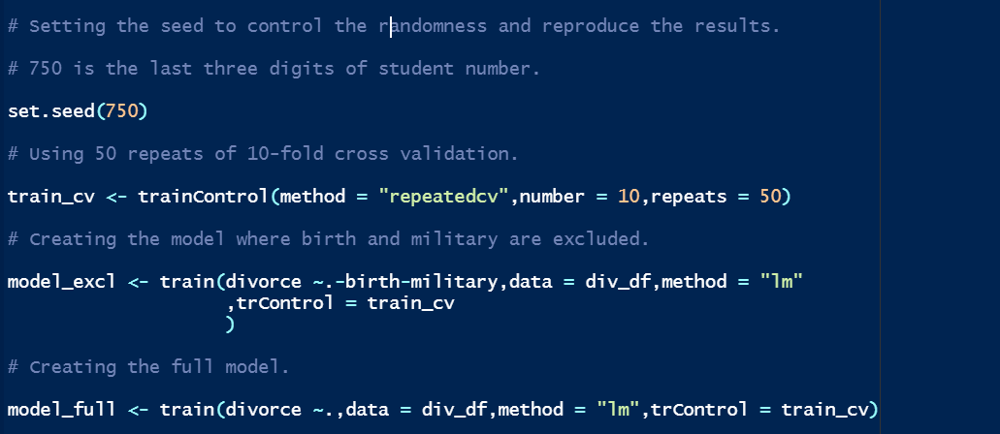 # Setting the seed to control the randomness and reproduce the results.
# 750 is the last three digits of student number.
set.seed(750)
# Using 50 repeats of 10-fold cross validation.
train_cv <- trainControl(method = "repeatedcv",number = 10,repeats = 50)
# Creating the model where birth and military are excluded.
model_excl <- train(divorce ~.-birth-military,data = div_df,method = "lm"
,trControl = train_cv
)
# Creating the full model.
model_full <- train(divorce ~.,data = div_df,method = "lm",trControl = train_cv)